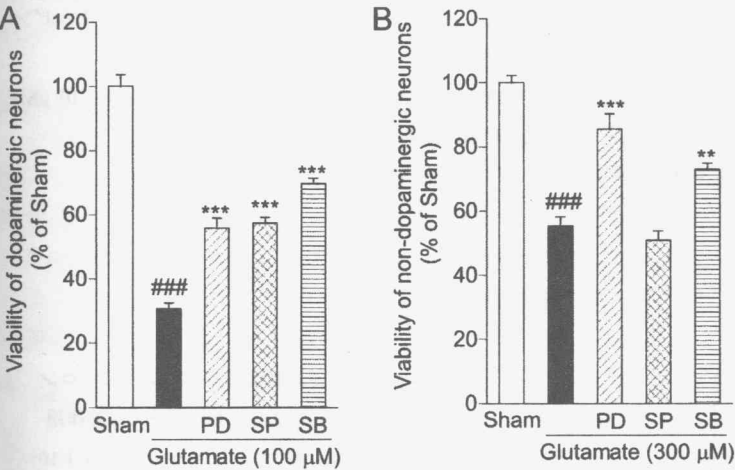 A
Viability of dopaminergic neurons
(% of Sham)
120
100
80
60
40
20
0
###
***
***
***
Sham
PD
SP
SB
Glutamate (100 μM)
B
Viability of non-dopaminergic neurons
(% of Sham)
120
100
80
60
40
20
0
###
***
**
Sham
PD
SP
SB
Glutamate (300 μM)